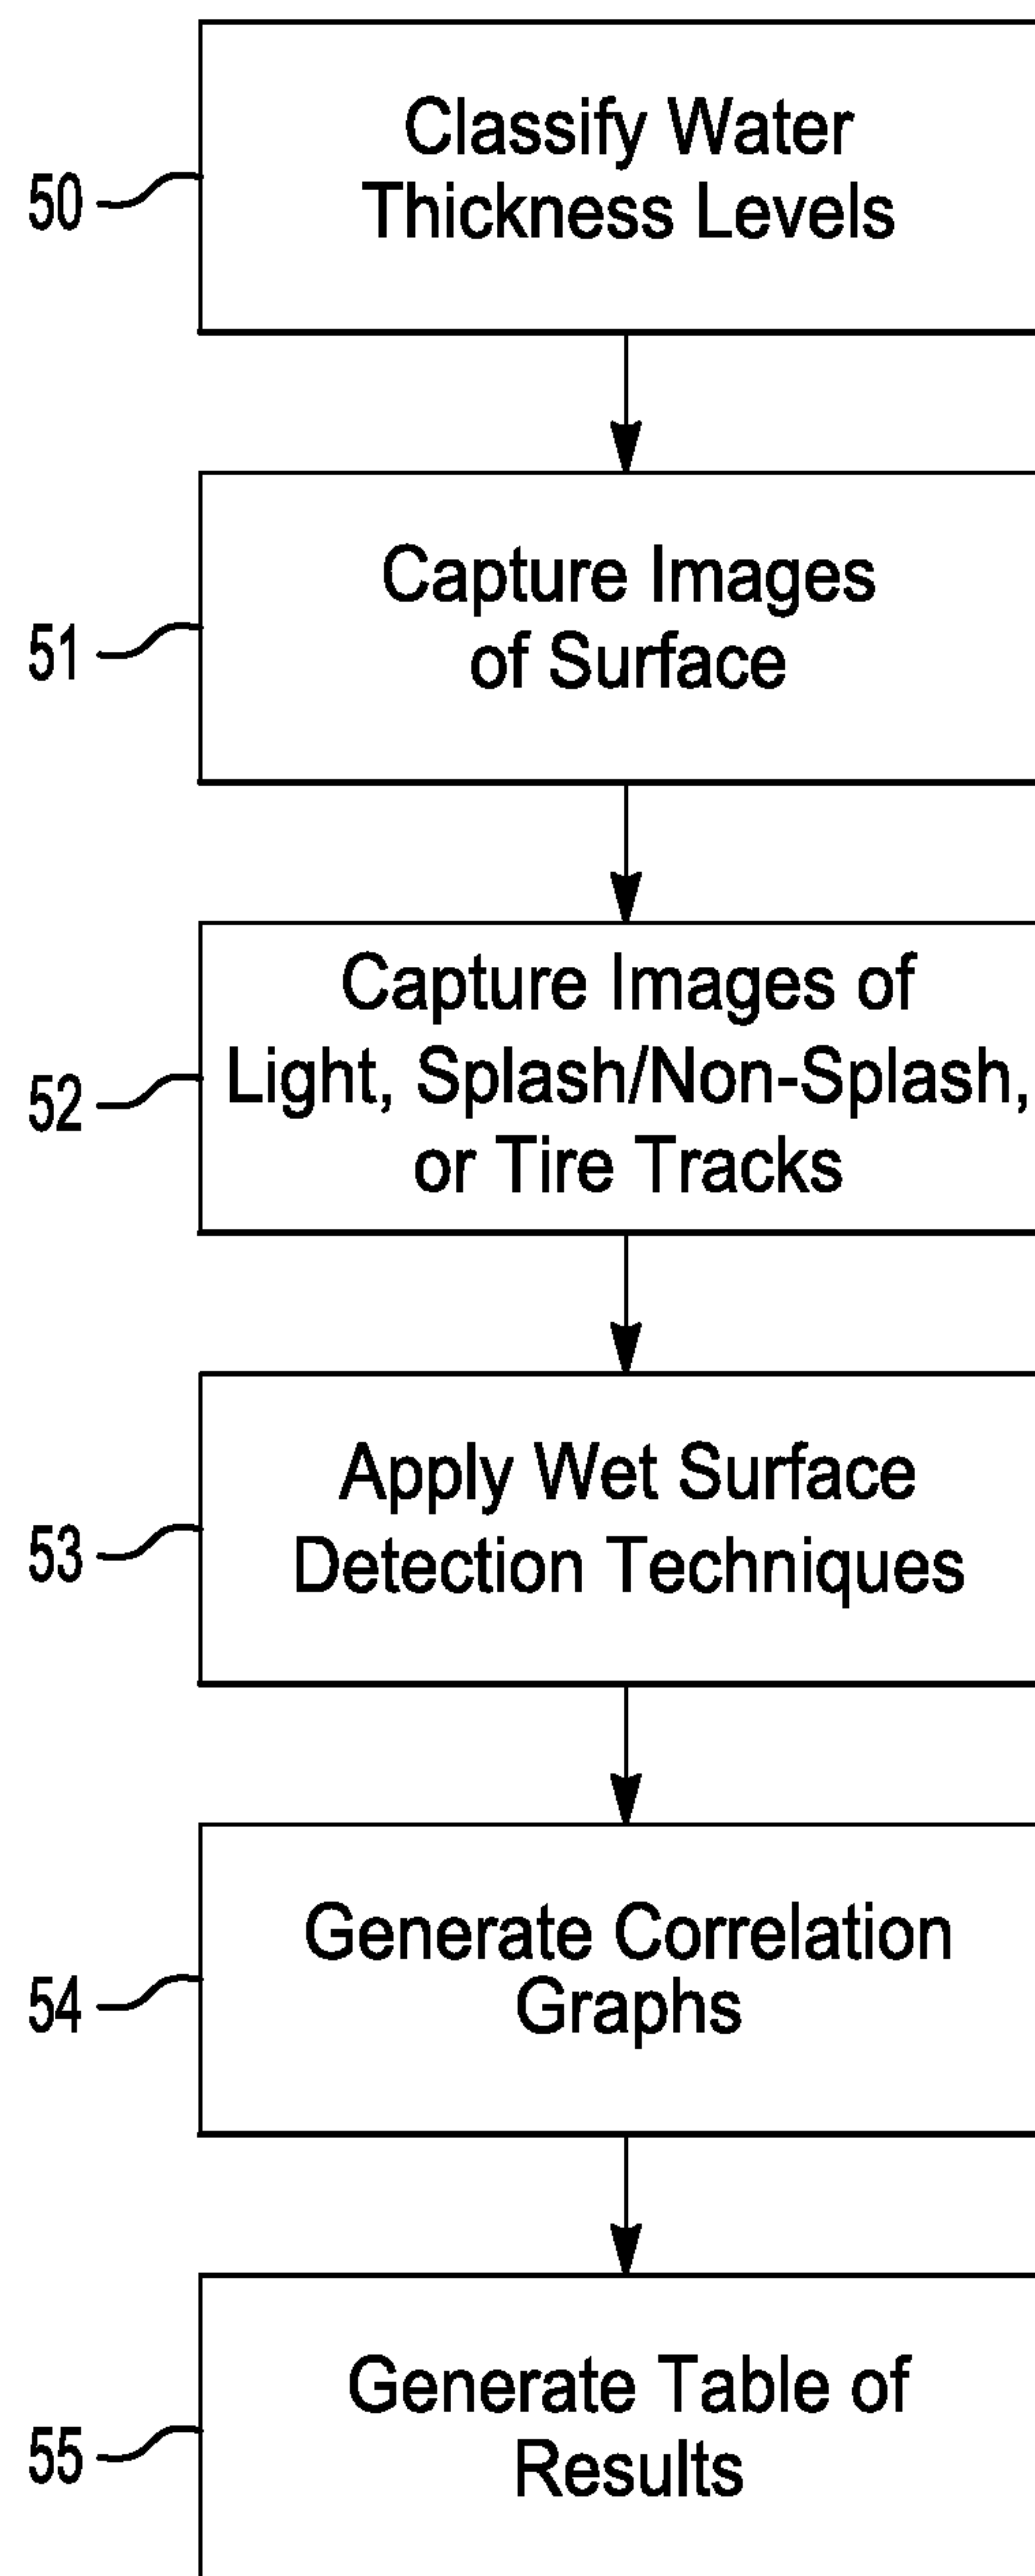 50
Classify Water
Thickness Levels
51
Capture Images
of Surface
52
Capture Images of
Light, Splash/Non-Splash,
or Tire Tracks
53
Apply Wet Surface
Detection Techniques
54
Generate Correlation
Graphs
55
Generate Table of
Results